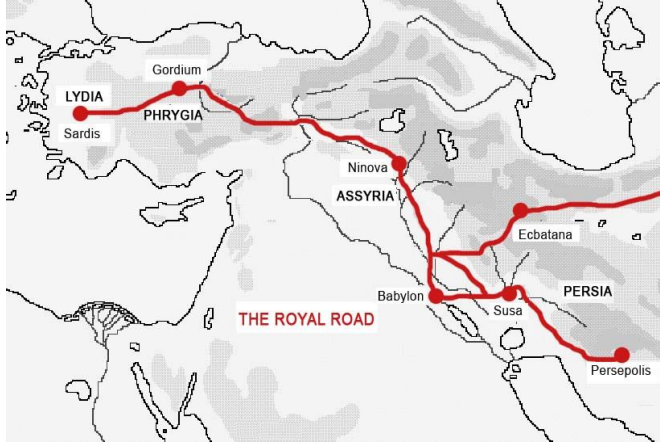 Gordium
LYDIA
Sardis
PHRYGIA
Ninova
ASSYRIA
Ecbatana
Babylon
Susa
PERSIA
THE ROYAL ROAD
Persepolis